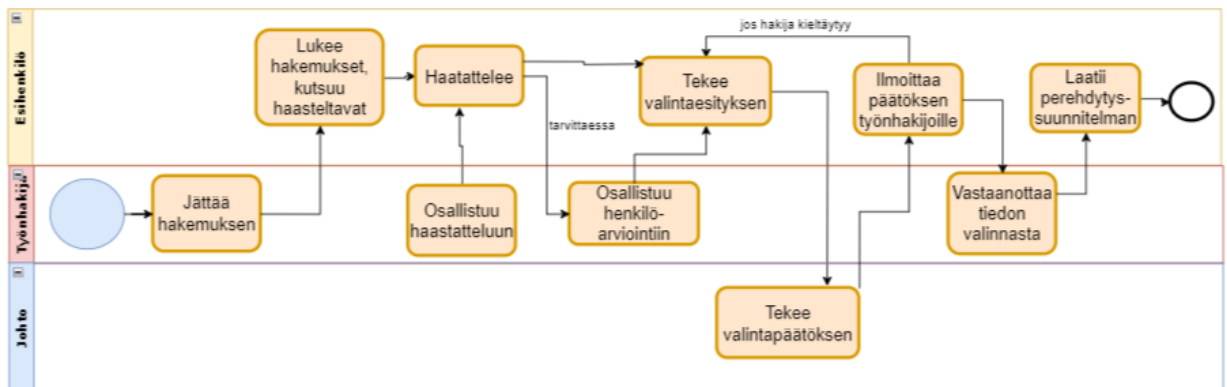 Esihenkilö
Lukee
hakemukset,
kutsuu
haasteltavat
Haatattelee
tarvittaessa
Tekee
valintaesityksen
jos hakija kieltäytyy
Ilmoittaa
päätöksen
työnhakijoille
Laatii
perehdytys-
suunnitelman
Työnhakija
Jättää
hakemuksen
Osallistuu
haastatteluun
Osallistuu
henkilö-
arviointiin
Vastaanottaa
tiedon
valinnasta
Johto
Tekee
valintapäätöksen